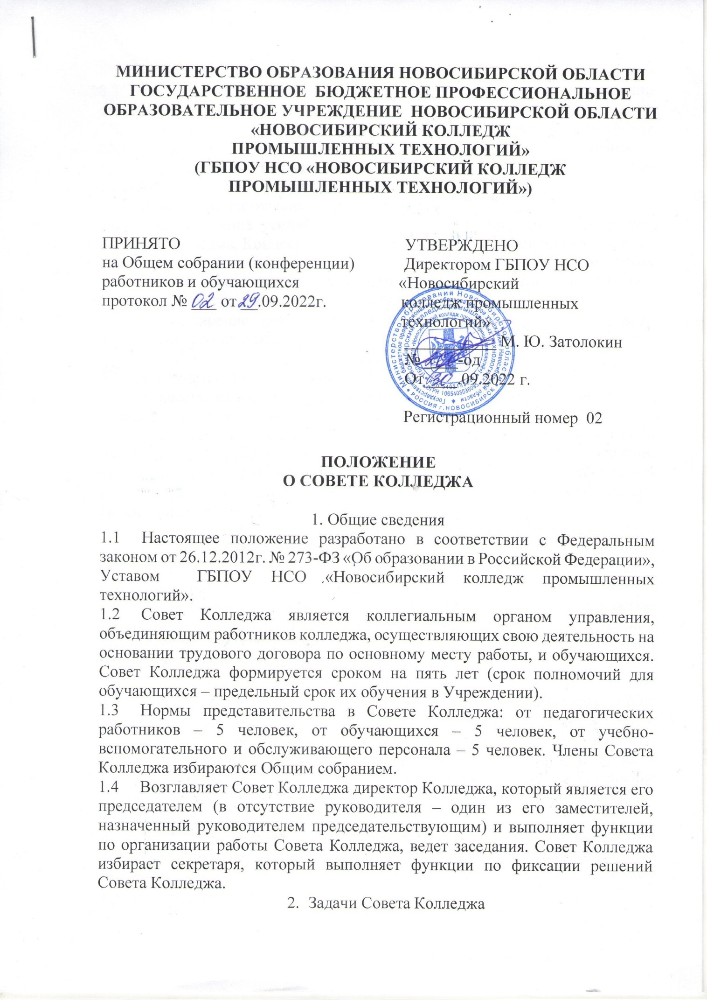 МИНИСТЕРСТВО ОБРАЗОВАНИЯ НОВОСИБИРСКОЙ ОБЛАСТИ
ГОСУДАРСТВЕННОЕ БЮДЖЕТНОЕ ПРОФЕССИОНАЛЬНОЕ
ОБРАЗОВАТЕЛЬНОЕ УЧРЕЖДЕНИЕ НОВОСИБИРСКОЙ ОБЛАСТИ
«НОВОСИБИРСКИЙ КОЛЛЕДЖ
ПРОМЫШЛЕННЫХ ТЕХНОЛОГИЙ»
(ГБПОУ НСО «НОВОСИБИРСКИЙ КОЛЛЕДЖ
ПРОМЫШЛЕННЫХ ТЕХНОЛОГИЙ»)
ПРИНЯТО
на Общем собрании (конференции)
работников и обучающихся
протокол № 02 от 29.09.2022г.
УТВЕРЖДЕНО
Директором ГБПОУ НСО
«Новосибирский
колледж промышленных
технологий»
М. Ю. Затолокин
№ -од
От 30.09.2022 г.
Министерство образования Новосибирской области
РОССИЯ г.НОВОСИБИРСК
ОГРН 1065403036095
Регистрационный номер 02
ПОЛОЖЕНИЕ
О СОВЕТЕ КОЛЛЕДЖА
1. Общие сведения
1.1 Настоящее положение разработано в соответствии с Федеральным
законом от 26.12.2012г. № 273-ФЗ «Об образовании в Российской Федерации»,
Уставом ГБПОУ НСО «Новосибирский колледж промышленных
технологий».
1.2 Совет Колледжа является коллегиальным органом управления,
объединяющим работников колледжа, осуществляющих свою деятельность на
основании трудового договора по основному месту работы, и обучающихся.
Совет Колледжа формируется сроком на пять лет (срок полномочий для
обучающихся – предельный срок их обучения в Учреждении).
1.3 Нормы представительства в Совете Колледжа: от педагогических
работников – 5 человек, от обучающихся – 5 человек, от учебно-
вспомогательного и обслуживающего персонала – 5 человек. Члены Совета
Колледжа избираются Общим собранием.
1.4 Возглавляет Совет Колледжа директор Колледжа, который является его
председателем (в отсутствие руководителя – один из его заместителей,
назначенный руководителем председательствующим) и выполняет функции
по организации работы Совета Колледжа, ведет заседания. Совет Колледжа
избирает секретаря, который выполняет функции по фиксации решений
Совета Колледжа.
2. Задачи Совета Колледжа